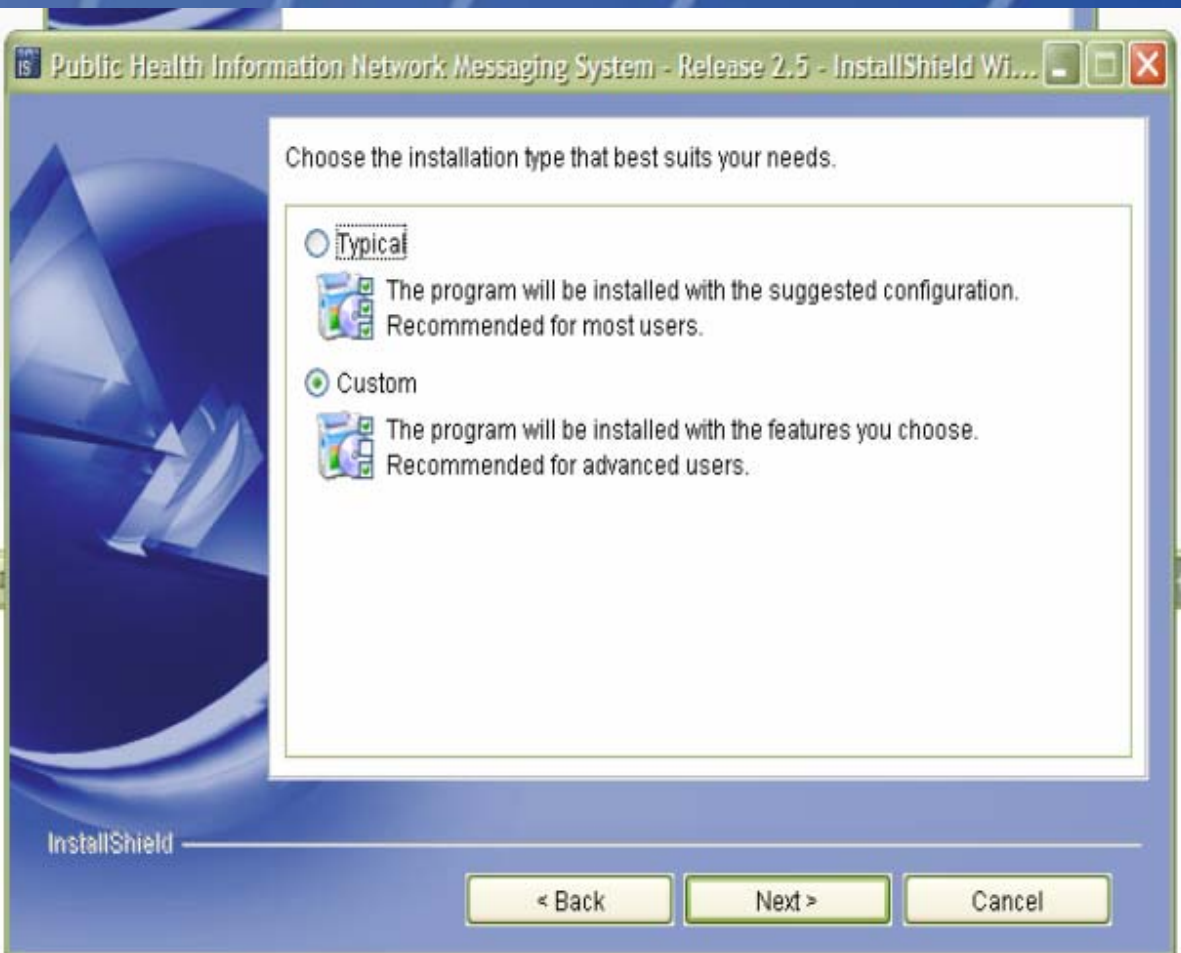 Public Health Information Network Messaging System - Release 2.5 - InstallShield Wi...
Choose the installation type that best suits your needs.
Typical
The program will be installed with the suggested configuration.
Recommended for most users.
Custom
The program will be installed with the features you choose.
Recommended for advanced users.
InstallShield
< Back
Next >
Cancel